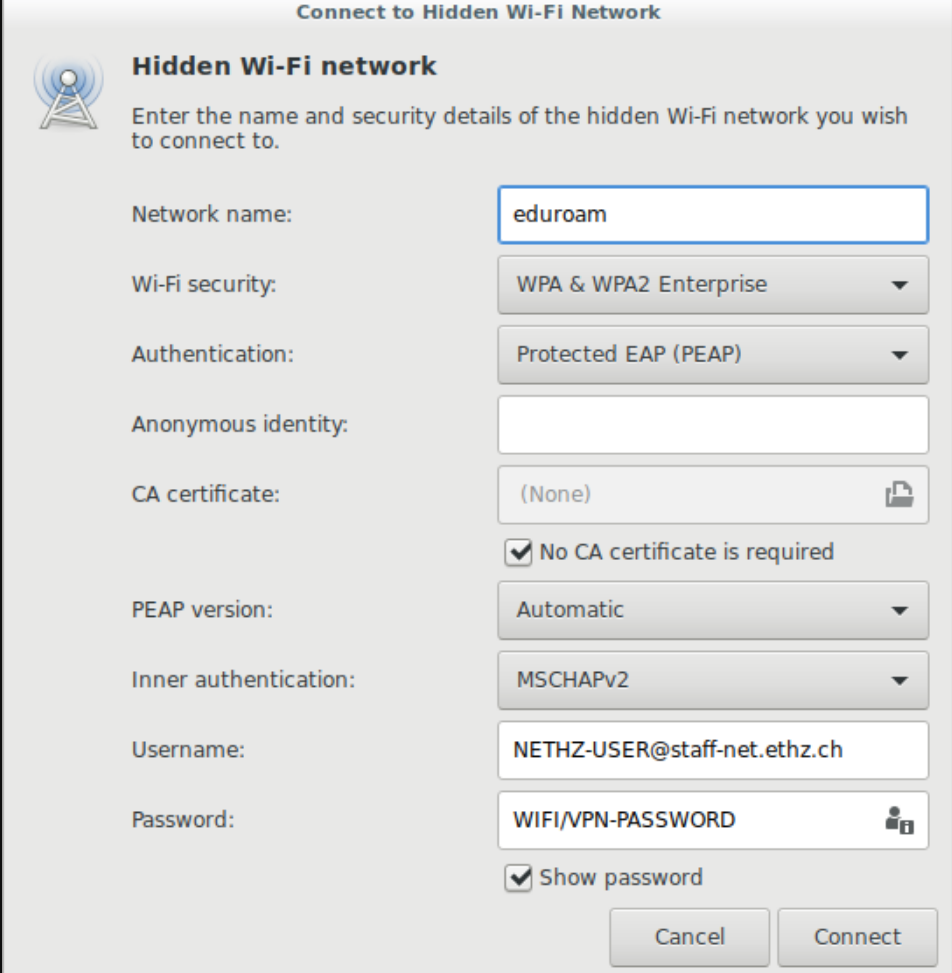 Connect to Hidden Wi-Fi Network
Hidden Wi-Fi network
Enter the name and security details of the hidden Wi-Fi network you wish
to connect to.
Network name: eduroam
Wi-Fi security: WPA & WPA2 Enterprise
Authentication: Protected EAP (PEAP)
Anonymous identity:
CA certificate: (None)
No CA certificate is required
PEAP version: Automatic
Inner authentication: MSCHAPv2
Username: NETHZ-USER@staff-net.ethz.ch
Password: WIFI/VPN-PASSWORD
Show password
Cancel Connect